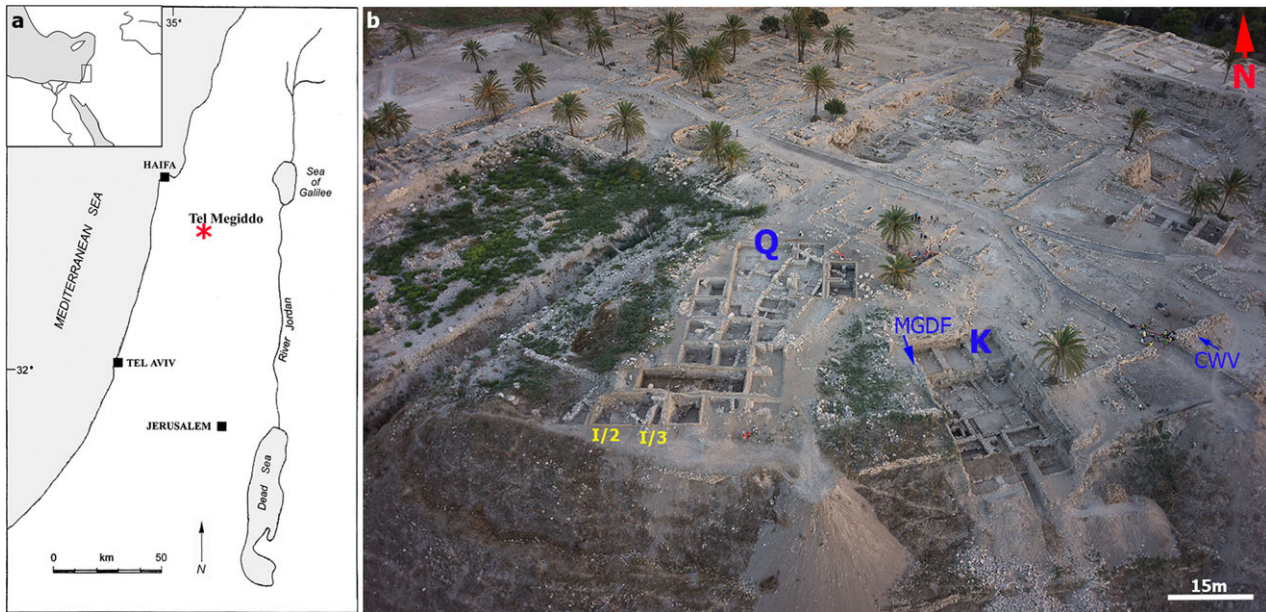 a
35°
HAIFA
Sea
of
Galilee
Tel Megiddo
MEDITERRANEAN SEA
River Jordan
32°
TEL AVIV
JERUSALEM
Dead Sea
0 km 50
N
b
N
Q
MGDF
K
CWV
I/2
I/3
15m